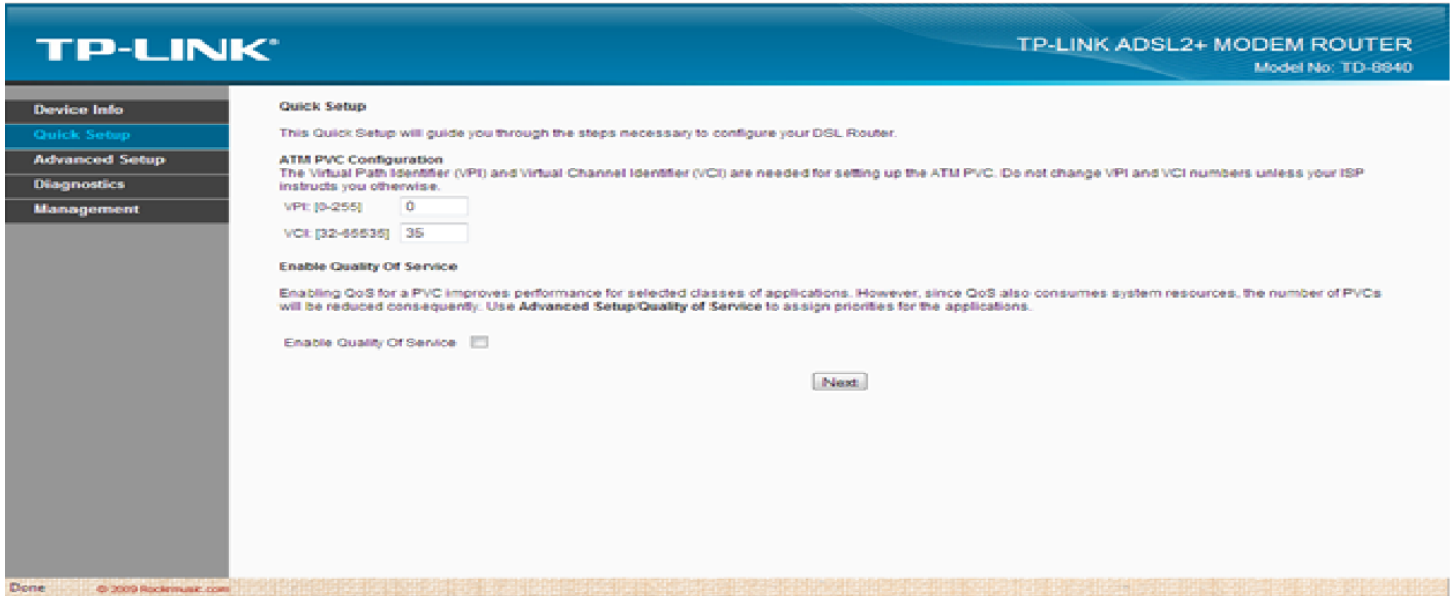 TP-LINK®
TP-LINK ADSL2+ MODEM ROUTER
Model No: TD-8840
Device Info
Quick Setup
Advanced Setup
Diagnostics
Management
Quick Setup
This Quick Setup will guide you through the steps necessary to configure your DSL Router.
ATM PVC Configuration
The Virtual Path Identifier (VPI) and Virtual Channel Identifier (VCI) are needed for setting up the ATM PVC. Do not change VPI and VCI numbers unless your ISP
instructs you otherwise.
VPI: [0-255] 0
VCI: [32-65535] 35
Enable Quality Of Service
Enabling QoS for a PVC improves performance for selected classes of applications. However, since QoS also consumes system resources, the number of PVCs
will be reduced consequently. Use Advanced Setup/Quality of Service to assign priorities for the applications.
Enable Quality Of Service
Next
Done
© 2009 Rockrmusic.com